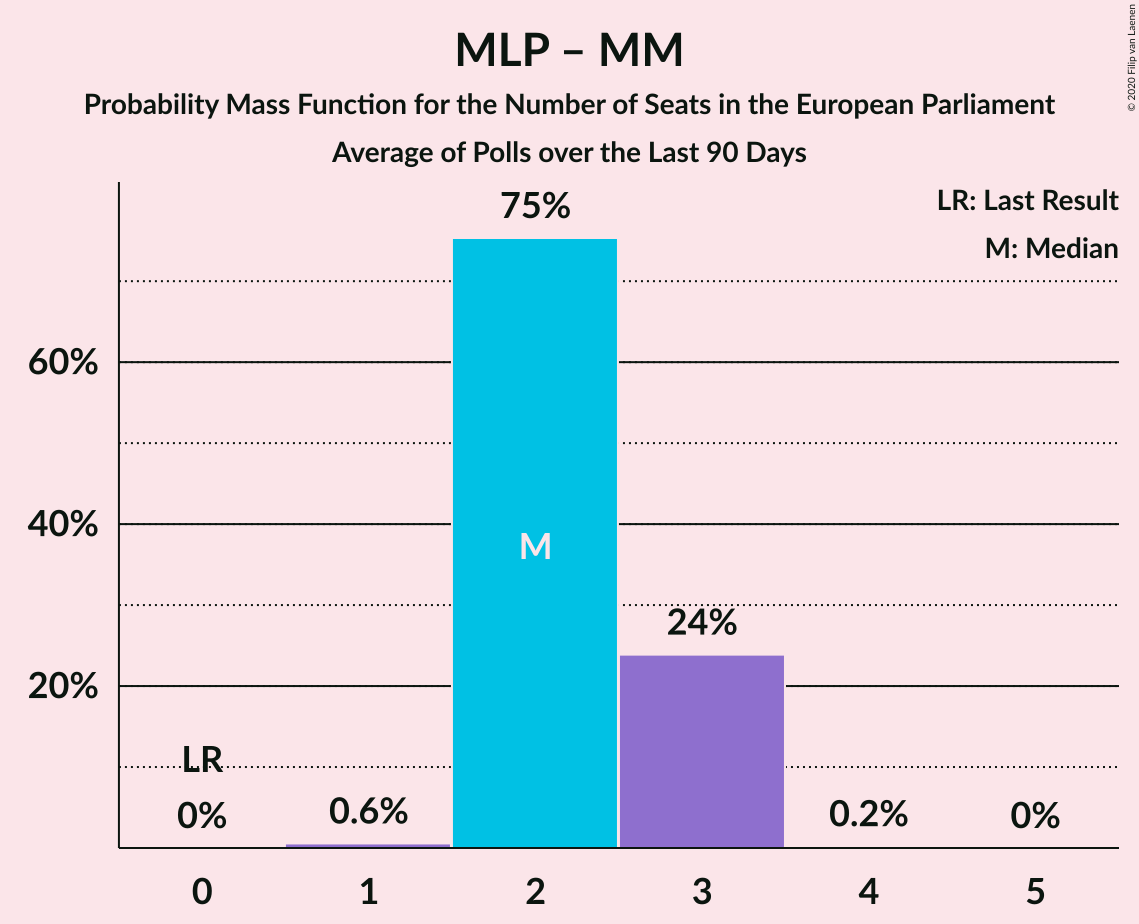 MLP – MM
Probability Mass Function for the Number of Seats in the European Parliament
Average of Polls over the Last 90 Days
© 2020 Filip van Laenen
LR: Last Result
M: Median
75%
60%
40%
20%
M
24%
LR
0%
0.6%
0.2%
0%
0 1 2 3 4 5